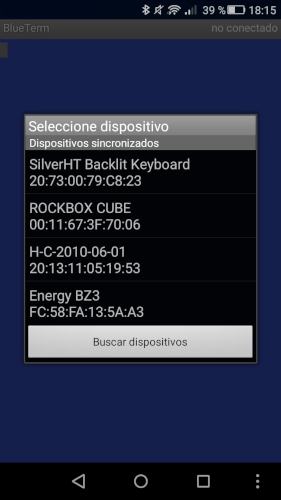 39 % 18:15
BlueTerm no conectado
Seleccione dispositivo
Dispositivos sincronizados
SilverHT Backlit Keyboard
20:73:00:79:C8:23
ROCKBOX CUBE
00:11:67:3F:70:06
H-C-2010-06-01
20:13:11:05:19:53
Energy BZ3
FC:58:FA:13:5A:A3
Buscar dispositivos